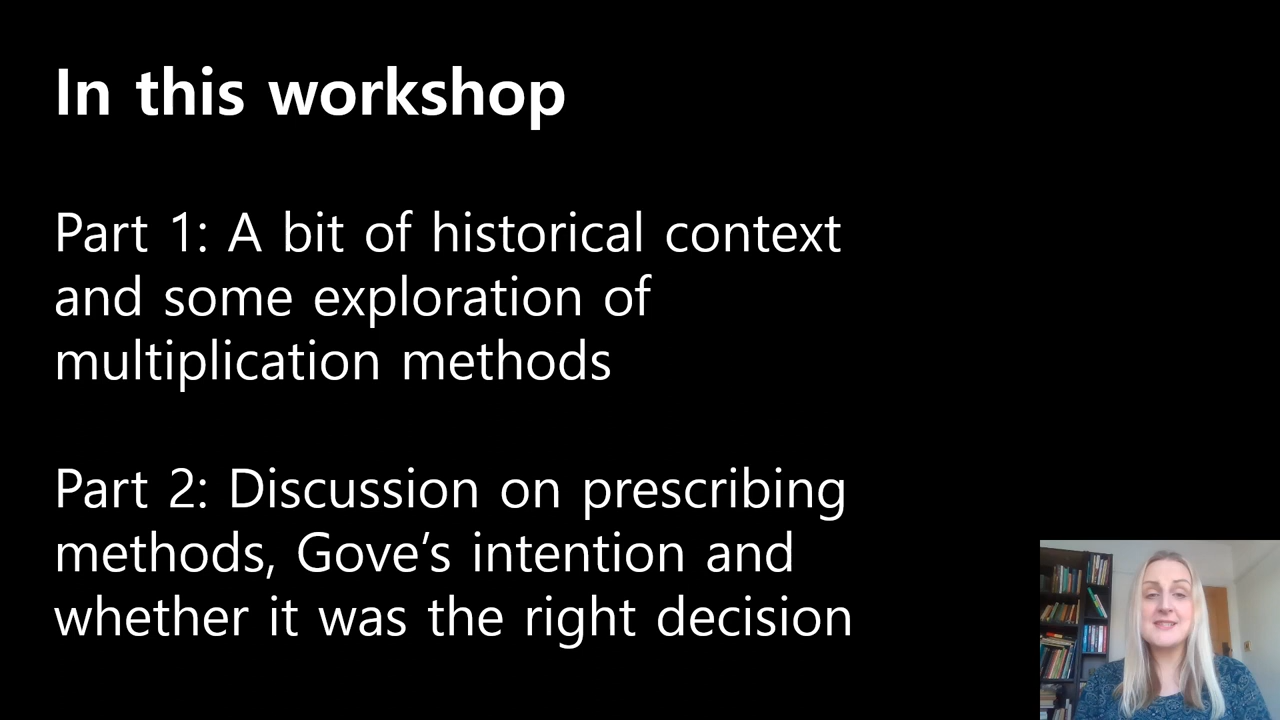 In this workshop
Part 1: A bit of historical context
and some exploration of
multiplication methods
Part 2: Discussion on prescribing
methods, Gove’s intention and
whether it was the right decision